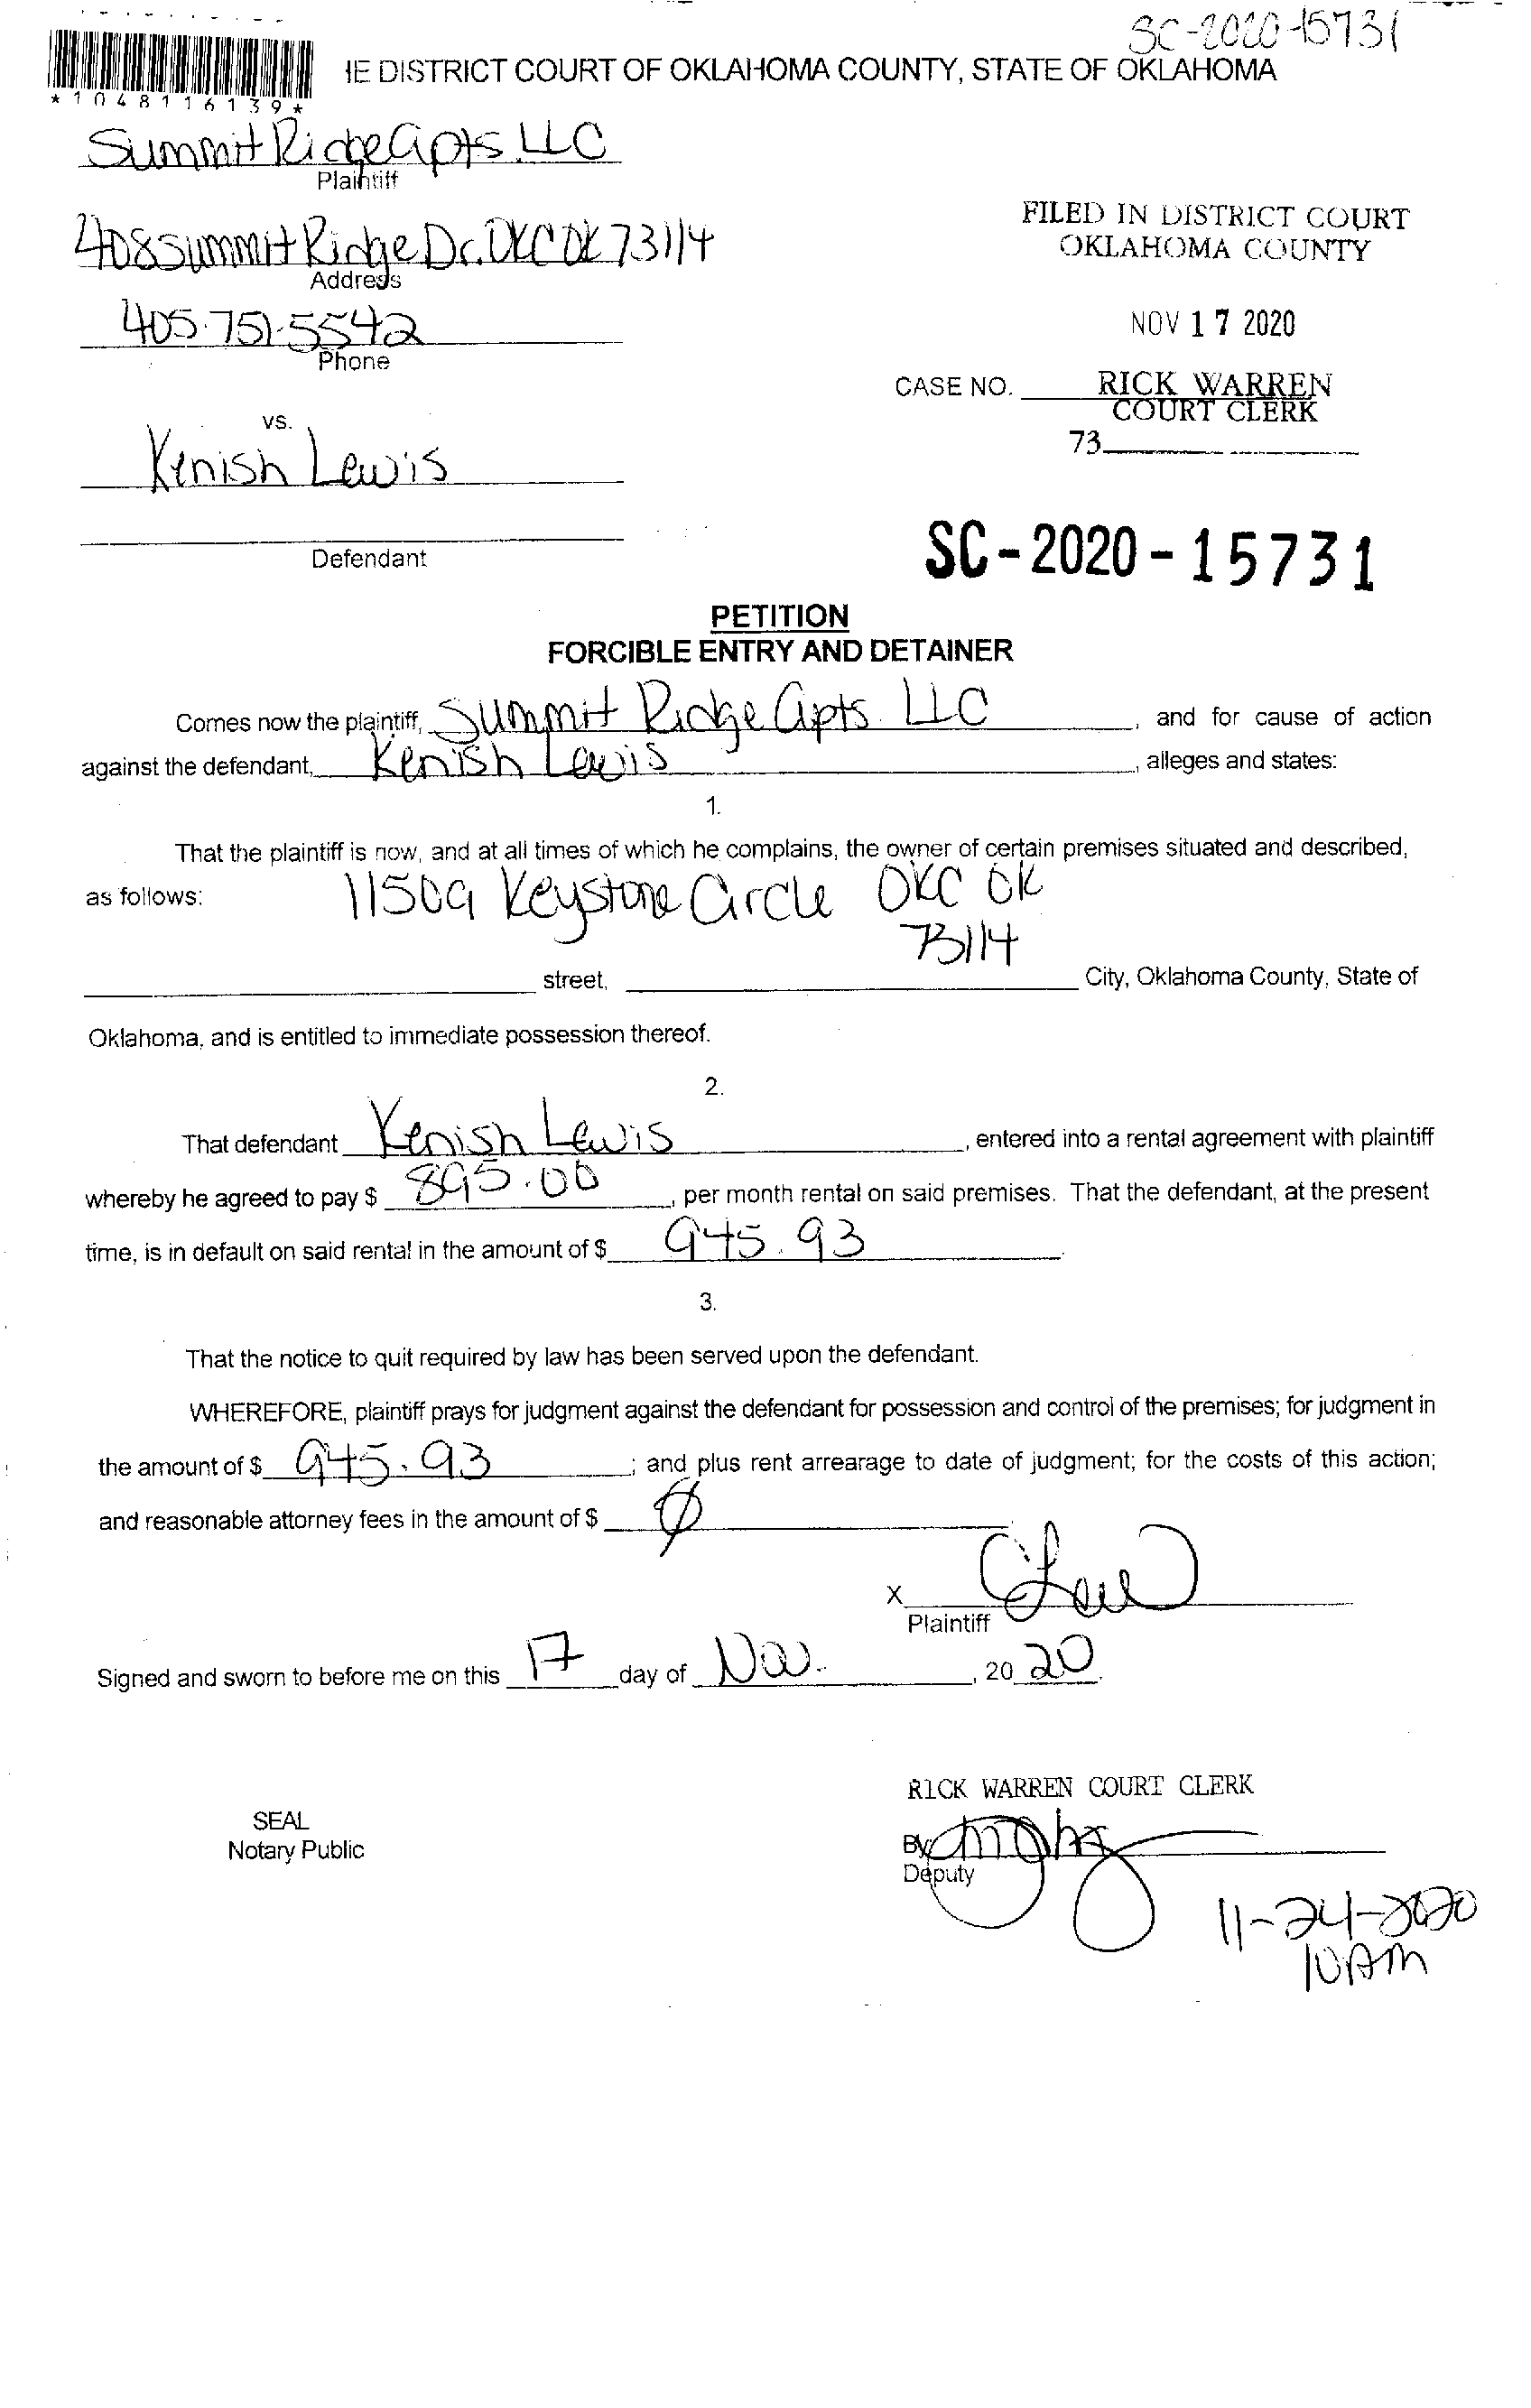 SC-2020-15731
IE DISTRICT COURT OF OKLAHOMA COUNTY, STATE OF OKLAHOMA
*1048116139*
Summit Ridge Apts LLC
Plaintiff
408 Summit Ridge Dr. OKC OK 73114
Address
405.751.5542
Phone
FILED IN DISTRICT COURT
OKLAHOMA COUNTY
NOV 17 2020
RICK WARREN
COURT CLERK
CASE NO.
73
vs.
Kenish Lewis
Defendant
SC-2020-15731
PETITION
FORCIBLE ENTRY AND DETAINER
Comes now the plaintiff, Summit Ridge Apts. LLC, and for cause of action
against the defendant, Kenish Lewis, alleges and states:
1.
That the plaintiff is now, and at all times of which he complains, the owner of certain premises situated and described,
as follows: 11509 Keystone Circle OKC OK
73114
street, City, Oklahoma County, State of
Oklahoma, and is entitled to immediate possession thereof.
2.
That defendant Kenish Lewis, entered into a rental agreement with plaintiff
whereby he agreed to pay $ 895.00, per month rental on said premises. That the defendant, at the present
time, is in default on said rental in the amount of $ 945.93.
3.
That the notice to quit required by law has been served upon the defendant.
WHEREFORE, plaintiff prays for judgment against the defendant for possession and control of the premises; for judgment in
the amount of $ 945.93; and plus rent arrearage to date of judgment; for the costs of this action;
and reasonable attorney fees in the amount of $ Ø
X
Plaintiff
Signed and sworn to before me on this 17 day of Nov., 20 20.
RICK WARREN COURT CLERK
SEAL
Notary Public
By
Deputy
11-24-2020
10AM